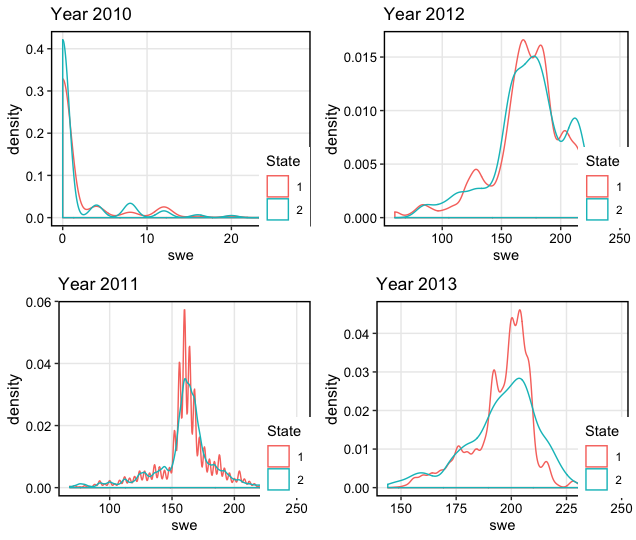 Year 2010
density
0.4
0.3
0.2
0.1
0.0
0
10
20
swe
State
1
2
Year 2012
density
0.015
0.010
0.005
0.000
100
150
200
250
swe
State
1
2
Year 2011
density
0.06
0.04
0.02
0.00
100
150
200
250
swe
State
1
2
Year 2013
density
0.04
0.03
0.02
0.01
0.00
150
175
200
225
250
swe
State
1
2